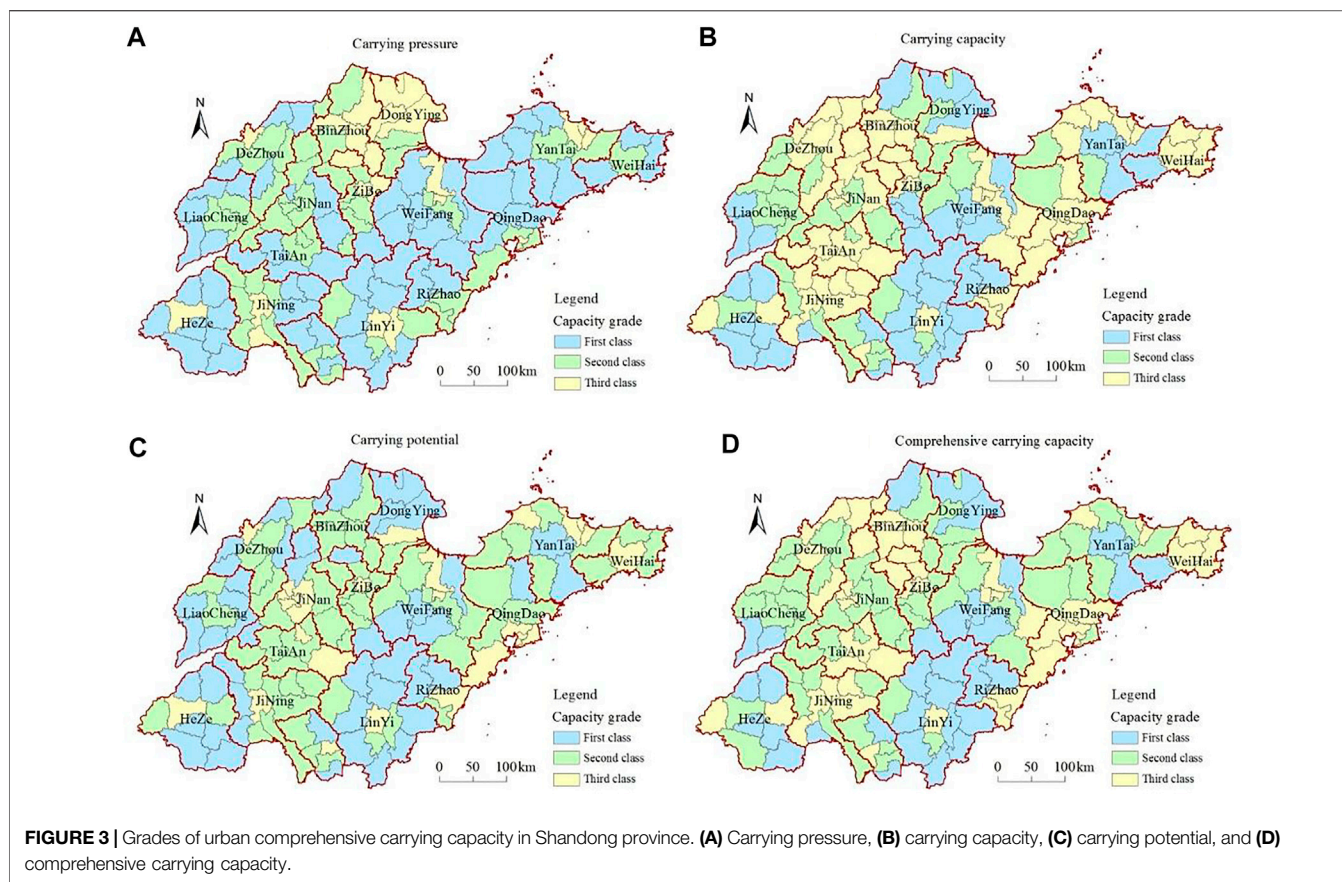 A
Carrying pressure
N
DongYing
BinZhou
DeZhou
YanTai
WeiHai
ZiBo
JiNan
LiaoCheng
WeiFang
QingDao
TaiAn
RiZhao
JiNing
HeZe
LinYi
Legend
Capacity grade
First class
Second class
Third class
0 50 100km
B
Carrying capacity
N
DongYing
BinZhou
DeZhou
YanTai
WeiHai
ZiBo
JiNan
LiaoCheng
WeiFang
QingDao
TaiAn
RiZhao
JiNing
HeZe
LinYi
Legend
Capacity grade
First class
Second class
Third class
0 50 100km
C
Carrying potential
N
DongYing
BinZhou
DeZhou
YanTai
WeiHai
ZiBo
JiNan
LiaoCheng
WeiFang
QingDao
TaiAn
RiZhao
JiNing
HeZe
LinYi
Legend
Capacity grade
First class
Second class
Third class
0 50 100km
D
Comprehensive carrying capacity
N
DongYing
BinZhou
DeZhou
YanTai
WeiHai
ZiBo
JiNan
LiaoCheng
WeiFang
QingDao
TaiAn
RiZhao
JiNing
HeZe
LinYi
Legend
Capacity grade
First class
Second class
Third class
0 50 100km
FIGURE 3 | Grades of urban comprehensive carrying capacity in Shandong province. (A) Carrying pressure, (B) carrying capacity, (C) carrying potential, and (D)
comprehensive carrying capacity.